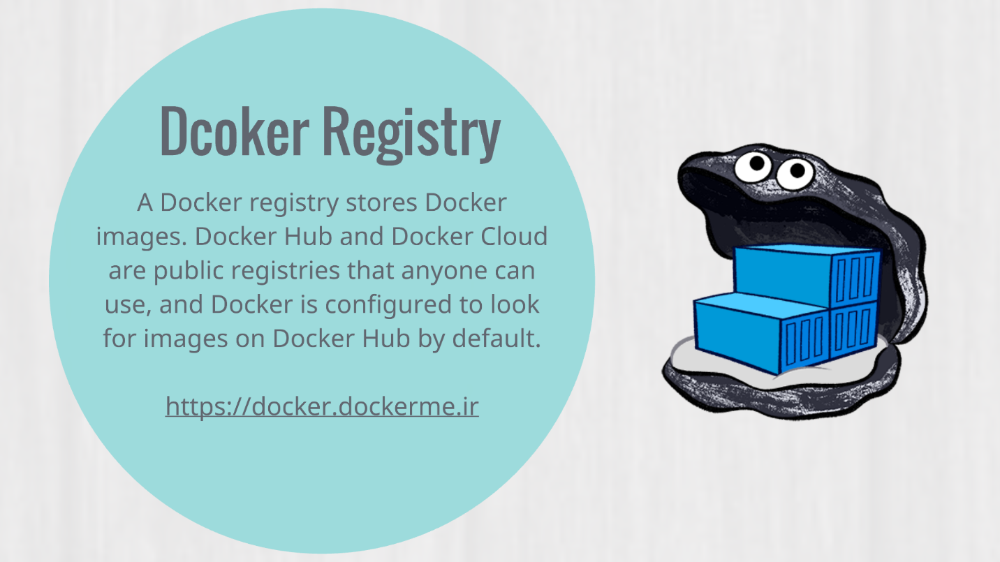 Dcoker Registry
A Docker registry stores Docker
images. Docker Hub and Docker Cloud
are public registries that anyone can
use, and Docker is configured to look
for images on Docker Hub by default.
https://docker.dockerme.ir